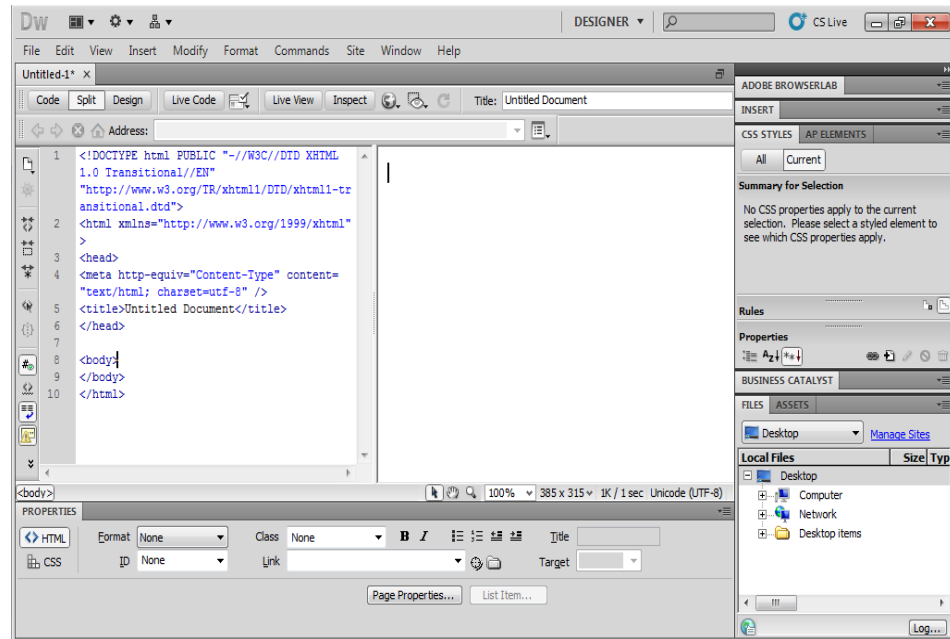 Dw DESIGNER CS Live
File Edit View Insert Modify Format Commands Site Window Help
Untitled-1*
Code Split Design Live Code Live View Inspect Title: Untitled Document
Address:
1 <!DOCTYPE html PUBLIC "-//W3C//DTD XHTML
1.0 Transitional//EN"
"http://www.w3.org/TR/xhtml1/DTD/xhtml1-tr
ansitional.dtd">
2 <html xmlns="http://www.w3.org/1999/xhtml"
>
3 <head>
4 <meta http-equiv="Content-Type" content=
"text/html; charset=utf-8" />
5 <title>Untitled Document</title>
6 </head>
7
8 <body>
9 </body>
10 </html>
<body> 100% 385 x 315 1K / 1 sec Unicode (UTF-8)
PROPERTIES
HTML Format None Class None B I Title
CSS ID None Link Target
Page Properties... List Item...
ADOBE BROWSERLAB
INSERT
CSS STYLES AP ELEMENTS
All Current
Summary for Selection
No CSS properties apply to the current
selection. Please select a styled element to
see which CSS properties apply.
Rules
Properties
BUSINESS CATALYST
FILES ASSETS
Desktop Manage Sites
Local Files Size Typ
Desktop
Computer
Network
Desktop items
Log...